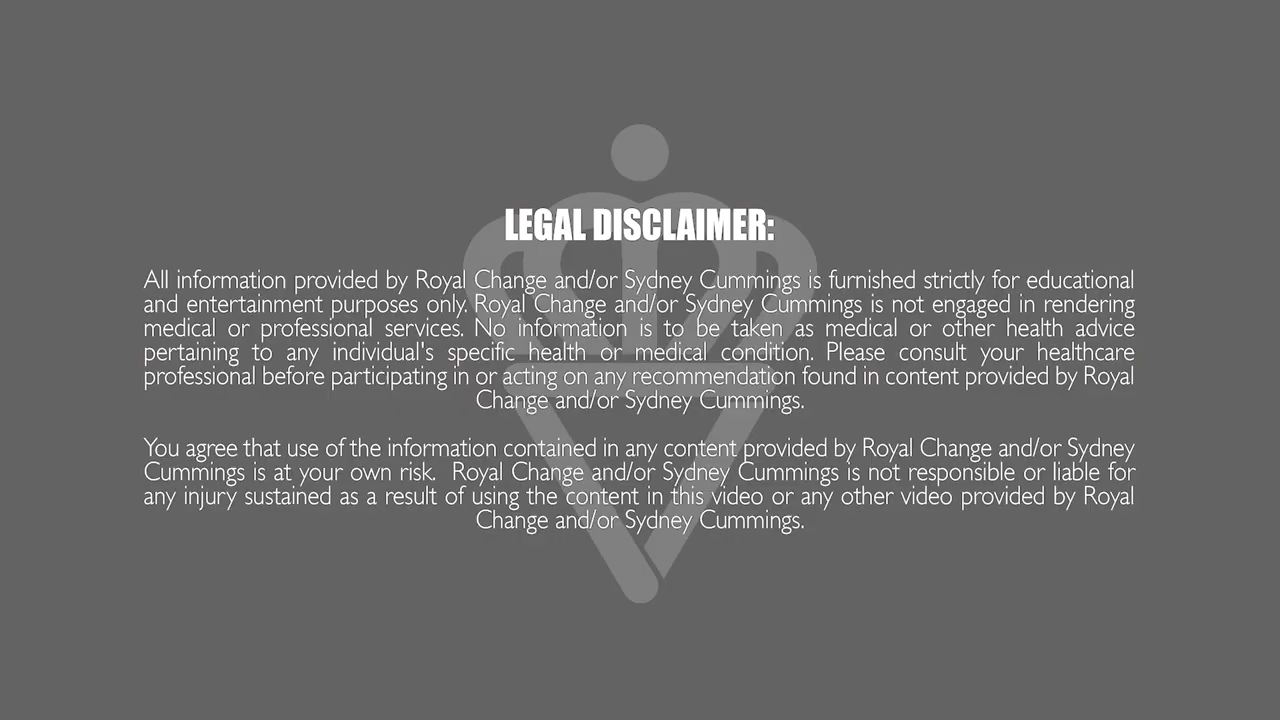 LEGAL DISCLAIMER:
All information provided by Royal Change and/or Sydney Cummings is furnished strictly for educational
and entertainment purposes only. Royal Change and/or Sydney Cummings is not engaged in rendering
medical or professional services. No information is to be taken as medical or other health advice
pertaining to any individual's specific health or medical condition. Please consult your healthcare
professional before participating in or acting on any recommendation found in content provided by Royal
Change and/or Sydney Cummings.
You agree that use of the information contained in any content provided by Royal Change and/or Sydney
Cummings is at your own risk. Royal Change and/or Sydney Cummings is not responsible or liable for
any injury sustained as a result of using the content in this video or any other video provided by Royal
Change and/or Sydney Cummings.